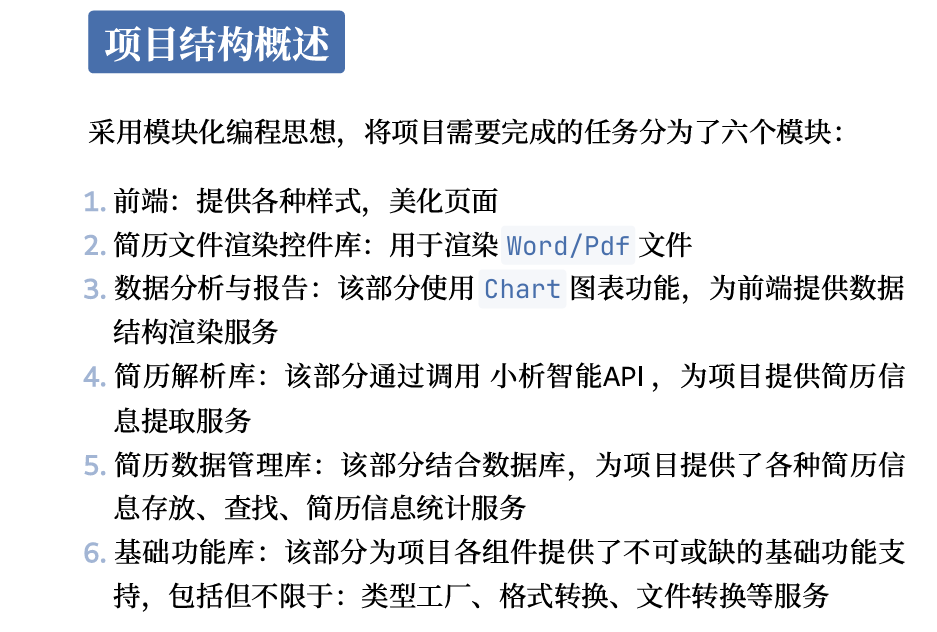 项目结构概述
采用模块化编程思想，将项目需要完成的任务分为了六个模块：
1. 前端：提供各种样式，美化页面
2. 简历文件渲染控件库：用于渲染 Word/Pdf 文件
3. 数据分析与报告：该部分使用 Chart 图表功能，为前端提供数据
结构渲染服务
4. 简历解析库：该部分通过调用 小析智能API ，为项目提供简历信
息提取服务
5. 简历数据管理库：该部分结合数据库，为项目提供了各种简历信
息存放、查找、简历信息统计服务
6. 基础功能库：该部分为项目各组件提供了不可或缺的基础功能支
持，包括但不限于：类型工厂、格式转换、文件转换等服务